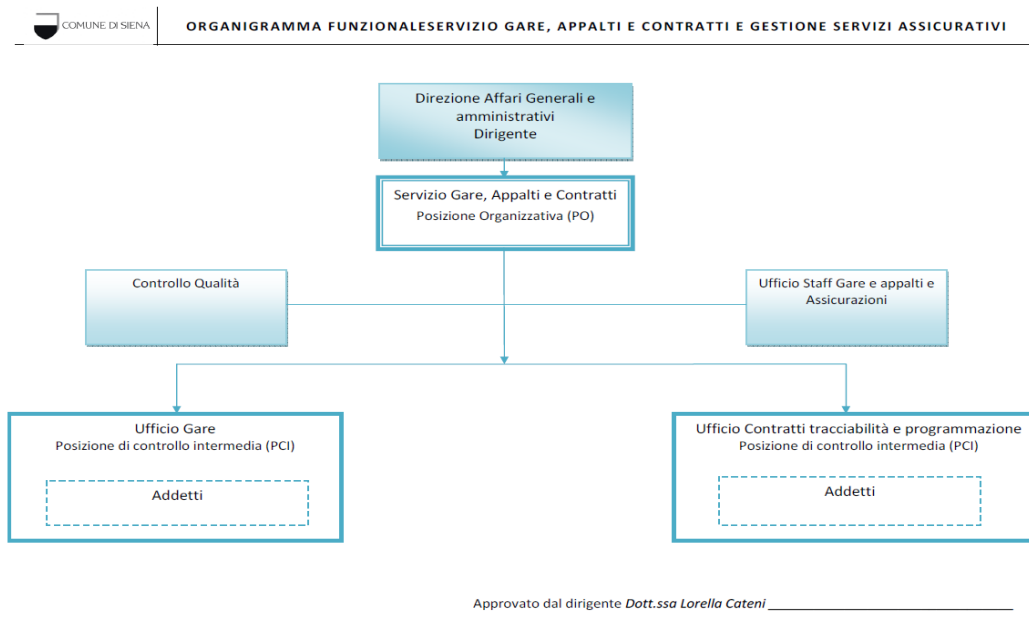 COMUNE DI SIENA
ORGANIGRAMMA FUNZIONALESERVIZIO GARE, APPALTI E CONTRATTI E GESTIONE SERVIZI ASSICURATIVI
Direzione Affari Generali e
amministrativi
Dirigente
Servizio Gare, Appalti e Contratti
Posizione Organizzativa (PO)
Controllo Qualità
Ufficio Staff Gare e appalti e
Assicurazioni
Ufficio Gare
Posizione di controllo intermedia (PCI)
Addetti
Ufficio Contratti tracciabilità e programmazione
Posizione di controllo intermedia (PCI)
Addetti
Approvato dal dirigente Dott.ssa Lorella Cateni